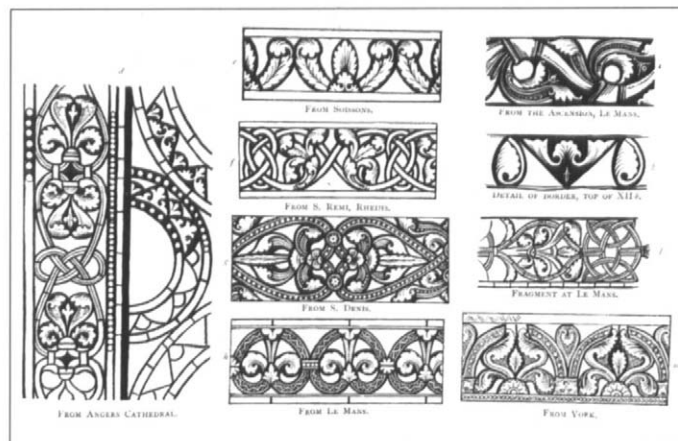 d
FROM ANGERS CATHEDRAL.
e
FROM SOISSONS.
f
FROM S. REMI, RHEIMS.
FROM S. DENIS.
FROM LE MANS.
FROM THE ASCENSION, LE MANS.
DETAIL OF BORDER, TOP OF XII
FRAGMENT AT LE MANS.
FROM YORK.